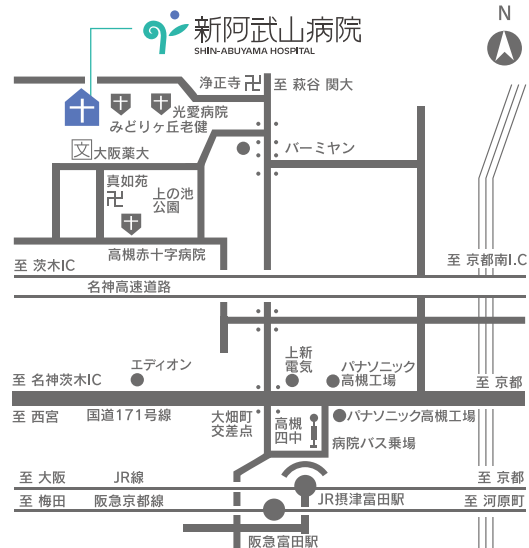 新阿武山病院
SHIN-ABUYAMA HOSPITAL
N
浄正寺
至 萩谷 関大
光愛病院
みどりヶ丘老健
文
大阪薬大
バーミヤン
真如苑
上の池
公園
高槻赤十字病院
至 茨木IC
至 京都南I.C
名神高速道路
エディオン
上新
電気
パナソニック
高槻工場
至 名神茨木IC
至 京都
至 西宮
国道171号線
大畑町
交差点
高槻
四中
パナソニック高槻工場
病院バス乗場
至 大阪
JR線
至 京都
JR摂津富田駅
至 梅田
阪急京都線
至 河原町
阪急富田駅